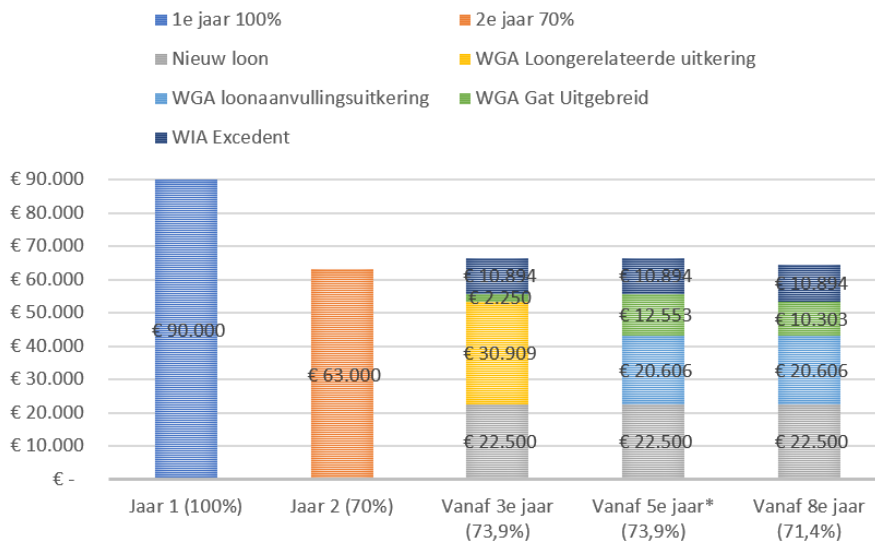 1e jaar 100%
2e jaar 70%
Nieuw loon
WGA Loongerelateerde uitkering
WGA loonaanvullingsuitkering
WGA Gat Uitgebreid
WIA Excedent
€ 90.000
€ 80.000
€ 70.000
€ 60.000
€ 50.000
€ 40.000
€ 30.000
€ 20.000
€ 10.000
€ -
€ 90.000
€ 63.000
€ 10.894
€ 2.250
€ 30.909
€ 22.500
€ 10.894
€ 12.553
€ 20.606
€ 22.500
€ 10.894
€ 10.303
€ 20.606
€ 22.500
Jaar 1 (100%)
Jaar 2 (70%)
Vanaf 3e jaar
(73,9%)
Vanaf 5e jaar*
(73,9%)
Vanaf 8e jaar
(71,4%)